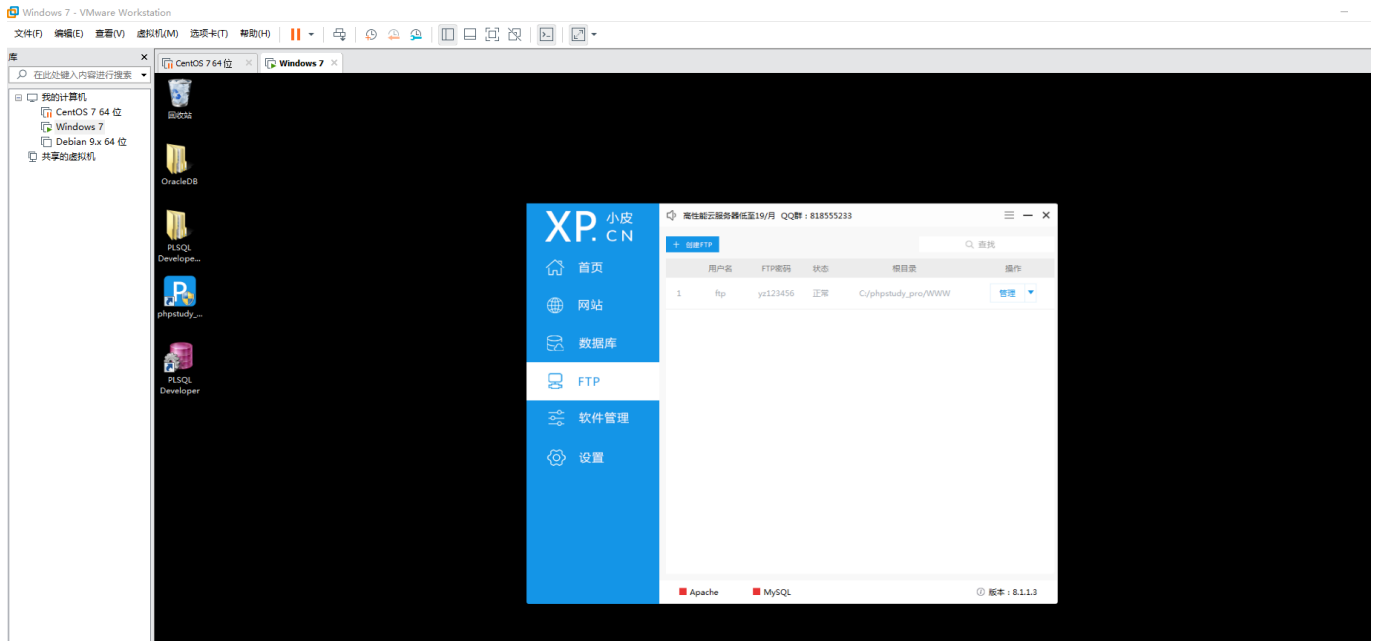 Windows 7 - VMware Workstation
文件(F) 编辑(E) 查看(V) 虚拟机(M) 选项卡(T) 帮助(H)
库
在此处键入内容进行搜索
我的计算机
CentOS 7 64 位
Windows 7
Debian 9.x 64 位
共享的虚拟机
CentOS 7 64 位
Windows 7
回收站
OracleDB
PLSQL
Develope...
phpstudy_...
PLSQL
Developer
XP.CN 小皮
首页
网站
数据库
FTP
软件管理
设置
高性能云服务器低至19/月 QQ群：818555233
+ 创建FTP
查找
用户名 FTP密码 状态 根目录 操作
1 ftp yz123456 正常 C:/phpstudy_pro/WWW 管理
Apache MySQL 版本：8.1.1.3